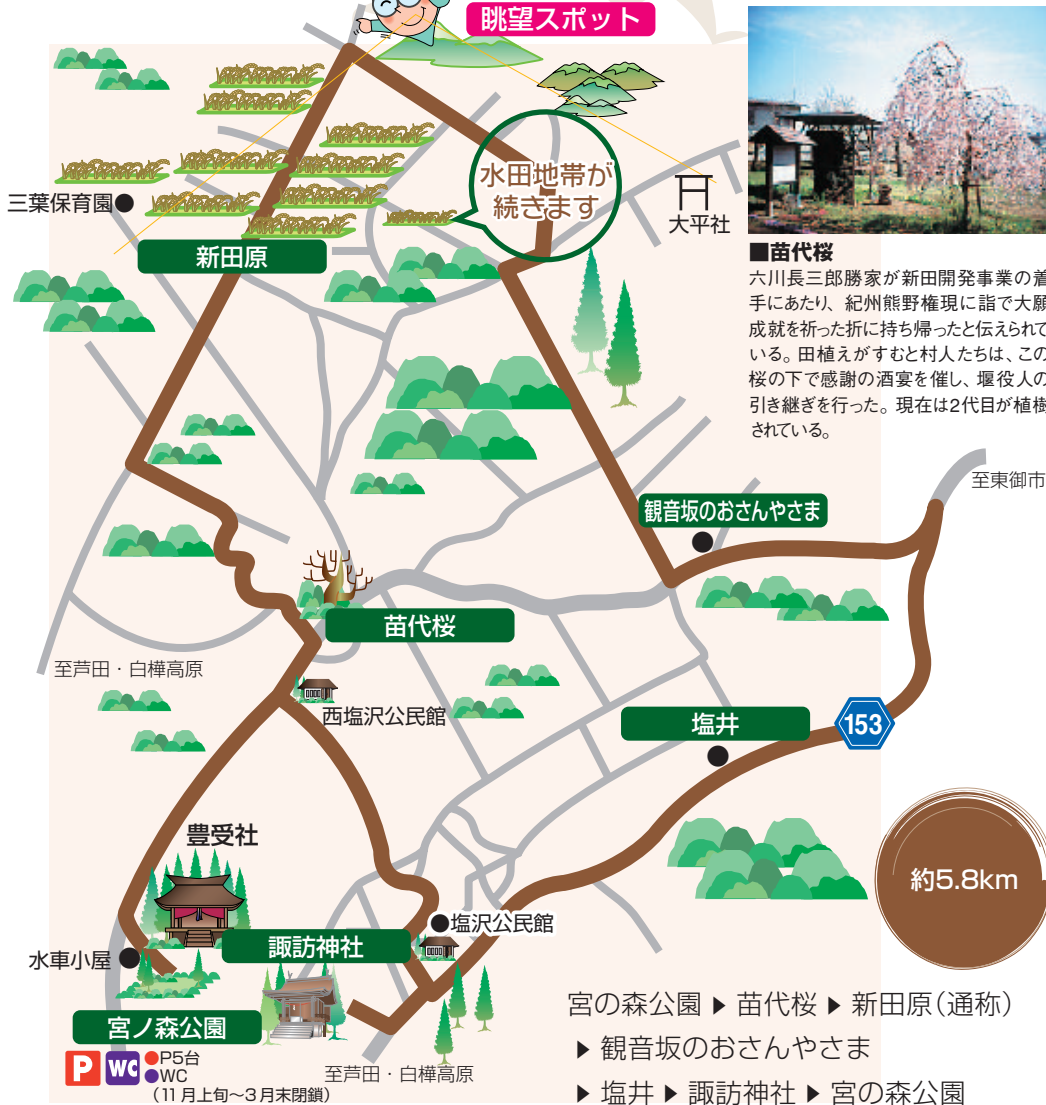 眺望スポット
水田地帯が
続きます
三葉保育園
大平社
新田原
■苗代桜
六川長三郎勝家が新田開発事業の着
手にあたり、紀州熊野権現に詣で大願
成就を祈った折に持ち帰ったと伝えられて
いる。田植えがすむと村人たちは、この
桜の下で感謝の酒宴を催し、堰役人の
引き継ぎを行った。現在は2代目が植樹
されている。
至東御市
観音坂のおさんやさま
苗代桜
至芦田・白樺高原
西塩沢公民館
塩井
153
豊受社
約5.8km
塩沢公民館
諏訪神社
水車小屋
宮ノ森公園
P WC
●P5台
●WC
(11月上旬~3月末閉鎖)
至芦田・白樺高原
宮の森公園 ▶ 苗代桜 ▶ 新田原(通称)
▶ 観音坂のおさんやさま
▶ 塩井 ▶ 諏訪神社 ▶ 宮の森公園